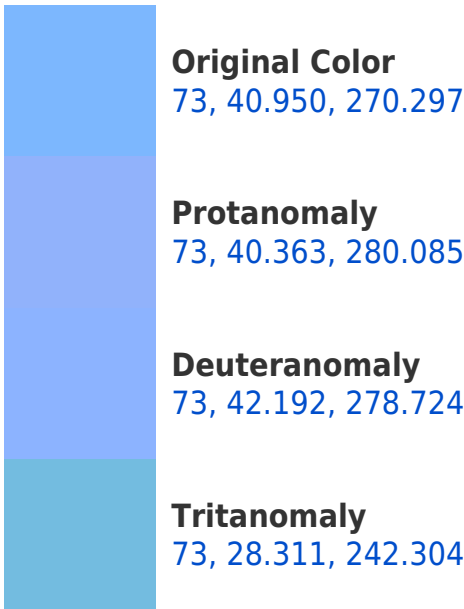 Original Color
73, 40.950, 270.297
Protanomaly
73, 40.363, 280.085
Deuteranomaly
73, 42.192, 278.724
Tritanomaly
73, 28.311, 242.304